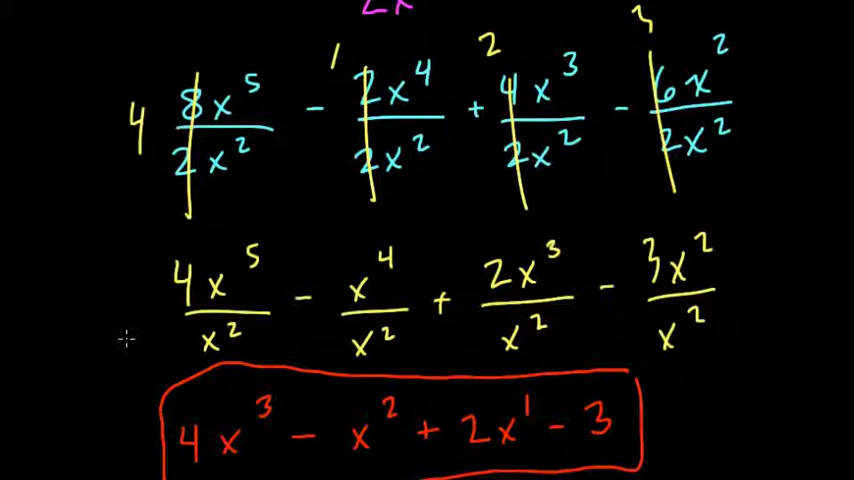 2x
1 2 3
4 8x^5/2x^2 - 2x^4/2x^2 + 4x^3/2x^2 - 6x^2/2x^2
4x^5/x^2 - x^4/x^2 + 2x^3/x^2 - 3x^2/x^2
4x^3 - x^2 + 2x^1 - 3